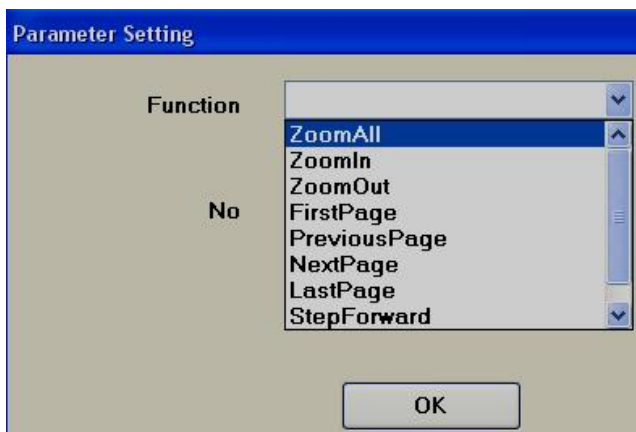 Parameter Setting
Function
ZoomAll
ZoomIn
ZoomOut
FirstPage
No
PreviousPage
NextPage
LastPage
StepForward
OK